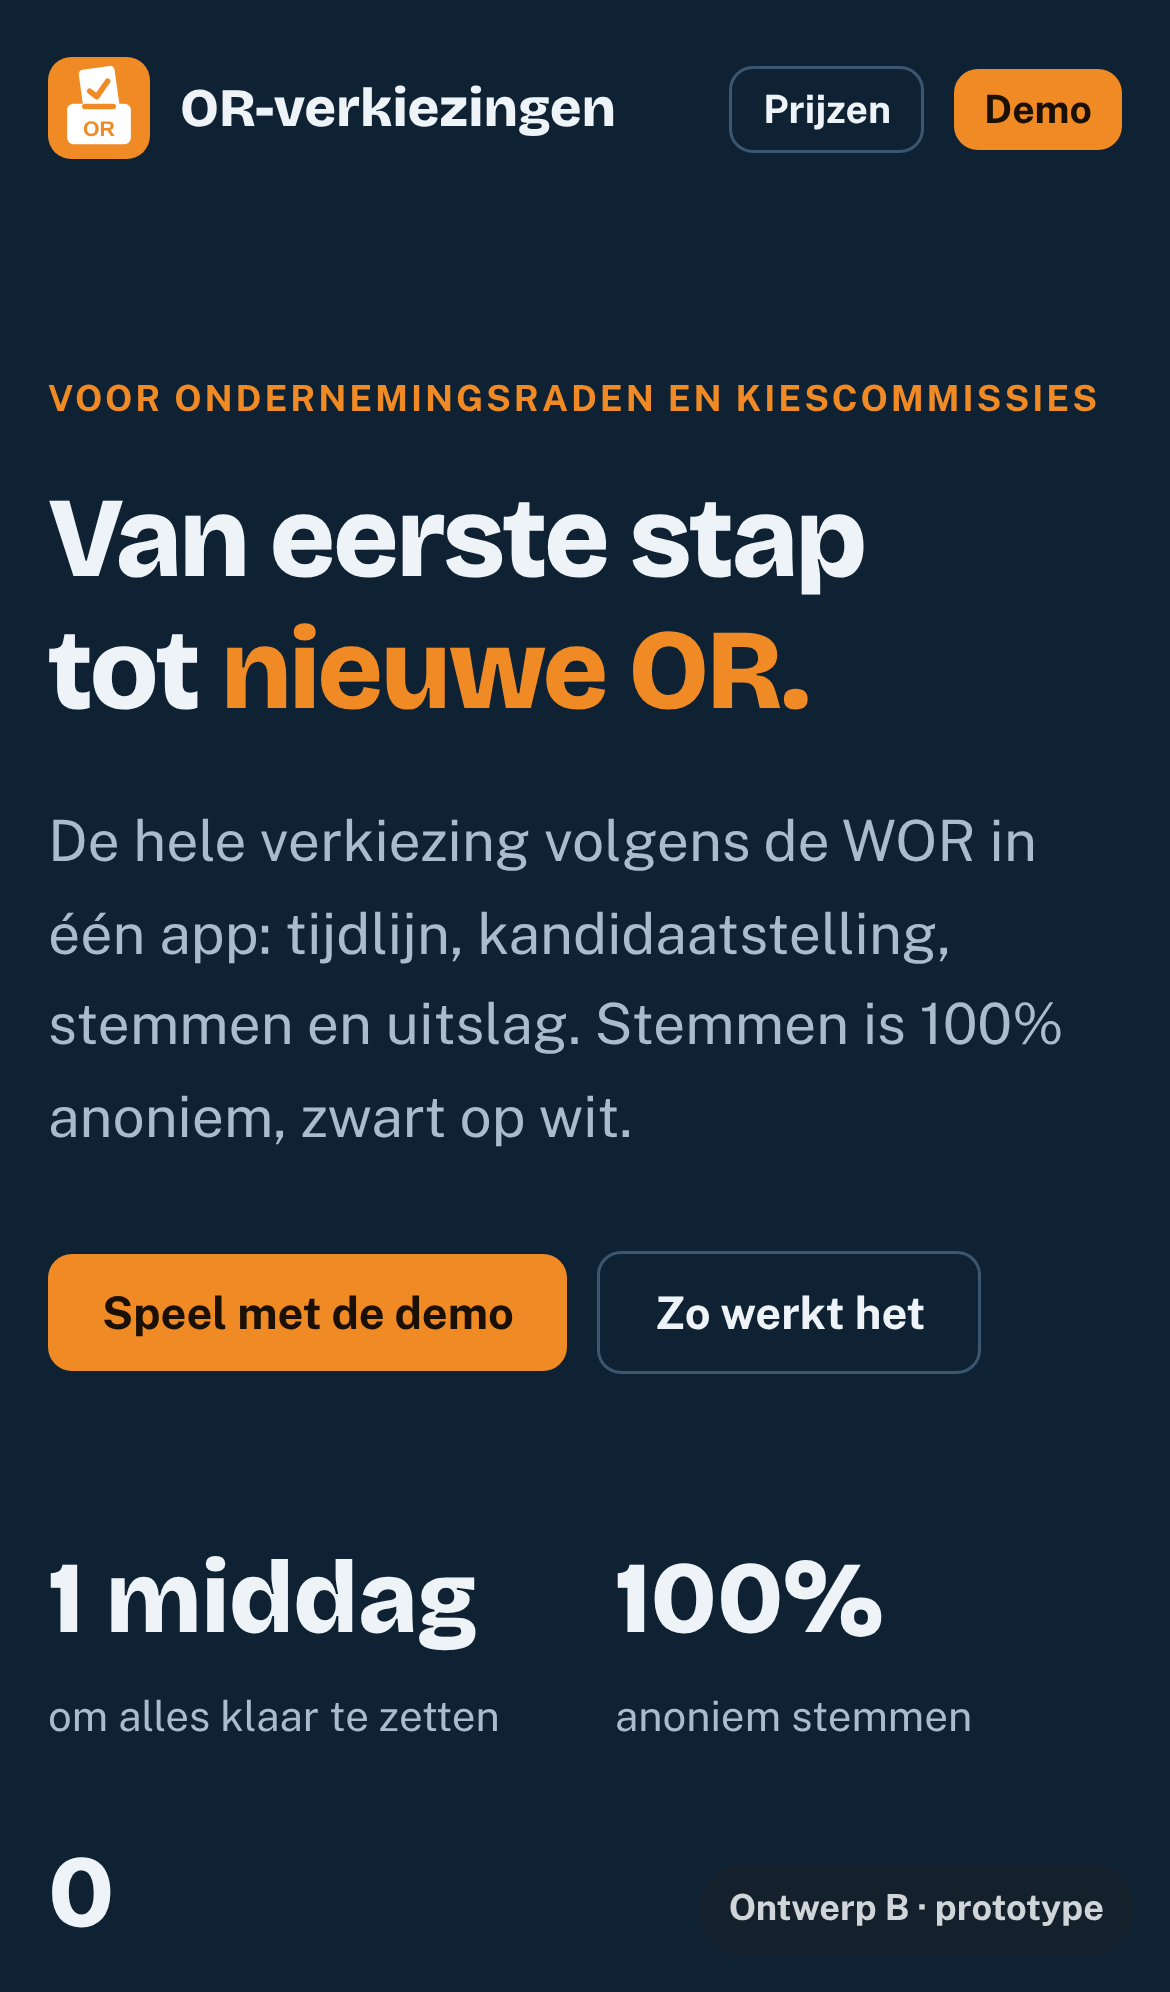 OR
OR-verkiezingen
Prijzen
Demo
VOOR ONDERNEMINGSRADEN EN KIESCOMMISSIES
Van eerste stap
tot nieuwe OR.
De hele verkiezing volgens de WOR in
één app: tijdlijn, kandidaatstelling,
stemmen en uitslag. Stemmen is 100%
anoniem, zwart op wit.
Speel met de demo
Zo werkt het
1 middag
om alles klaar te zetten
100%
anoniem stemmen
0
Ontwerp B · prototype